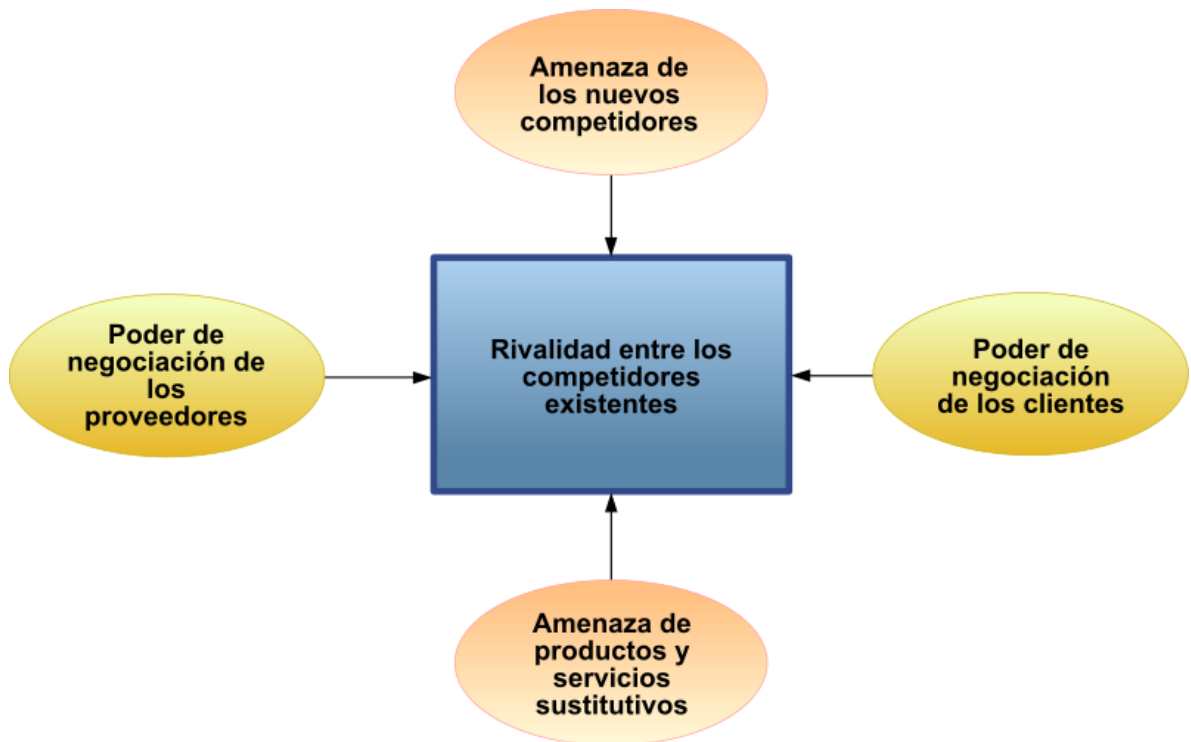 Amenaza de
los nuevos
competidores
Poder de
negociación de
los
proveedores
Rivalidad entre los
competidores
existentes
Poder de
negociación
de los clientes
Amenaza de
productos y
servicios
sustitutivos